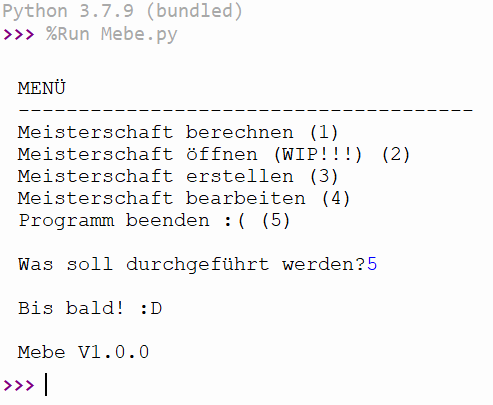 Python 3.7.9 (bundled)
>>> %Run Mebe.py
MENÜ
--------------------------------------
Meisterschaft berechnen (1)
Meisterschaft öffnen (WIP!!!) (2)
Meisterschaft erstellen (3)
Meisterschaft bearbeiten (4)
Programm beenden :( (5)
Was soll durchgeführt werden?5
Bis bald! :D
Mebe V1.0.0
>>>